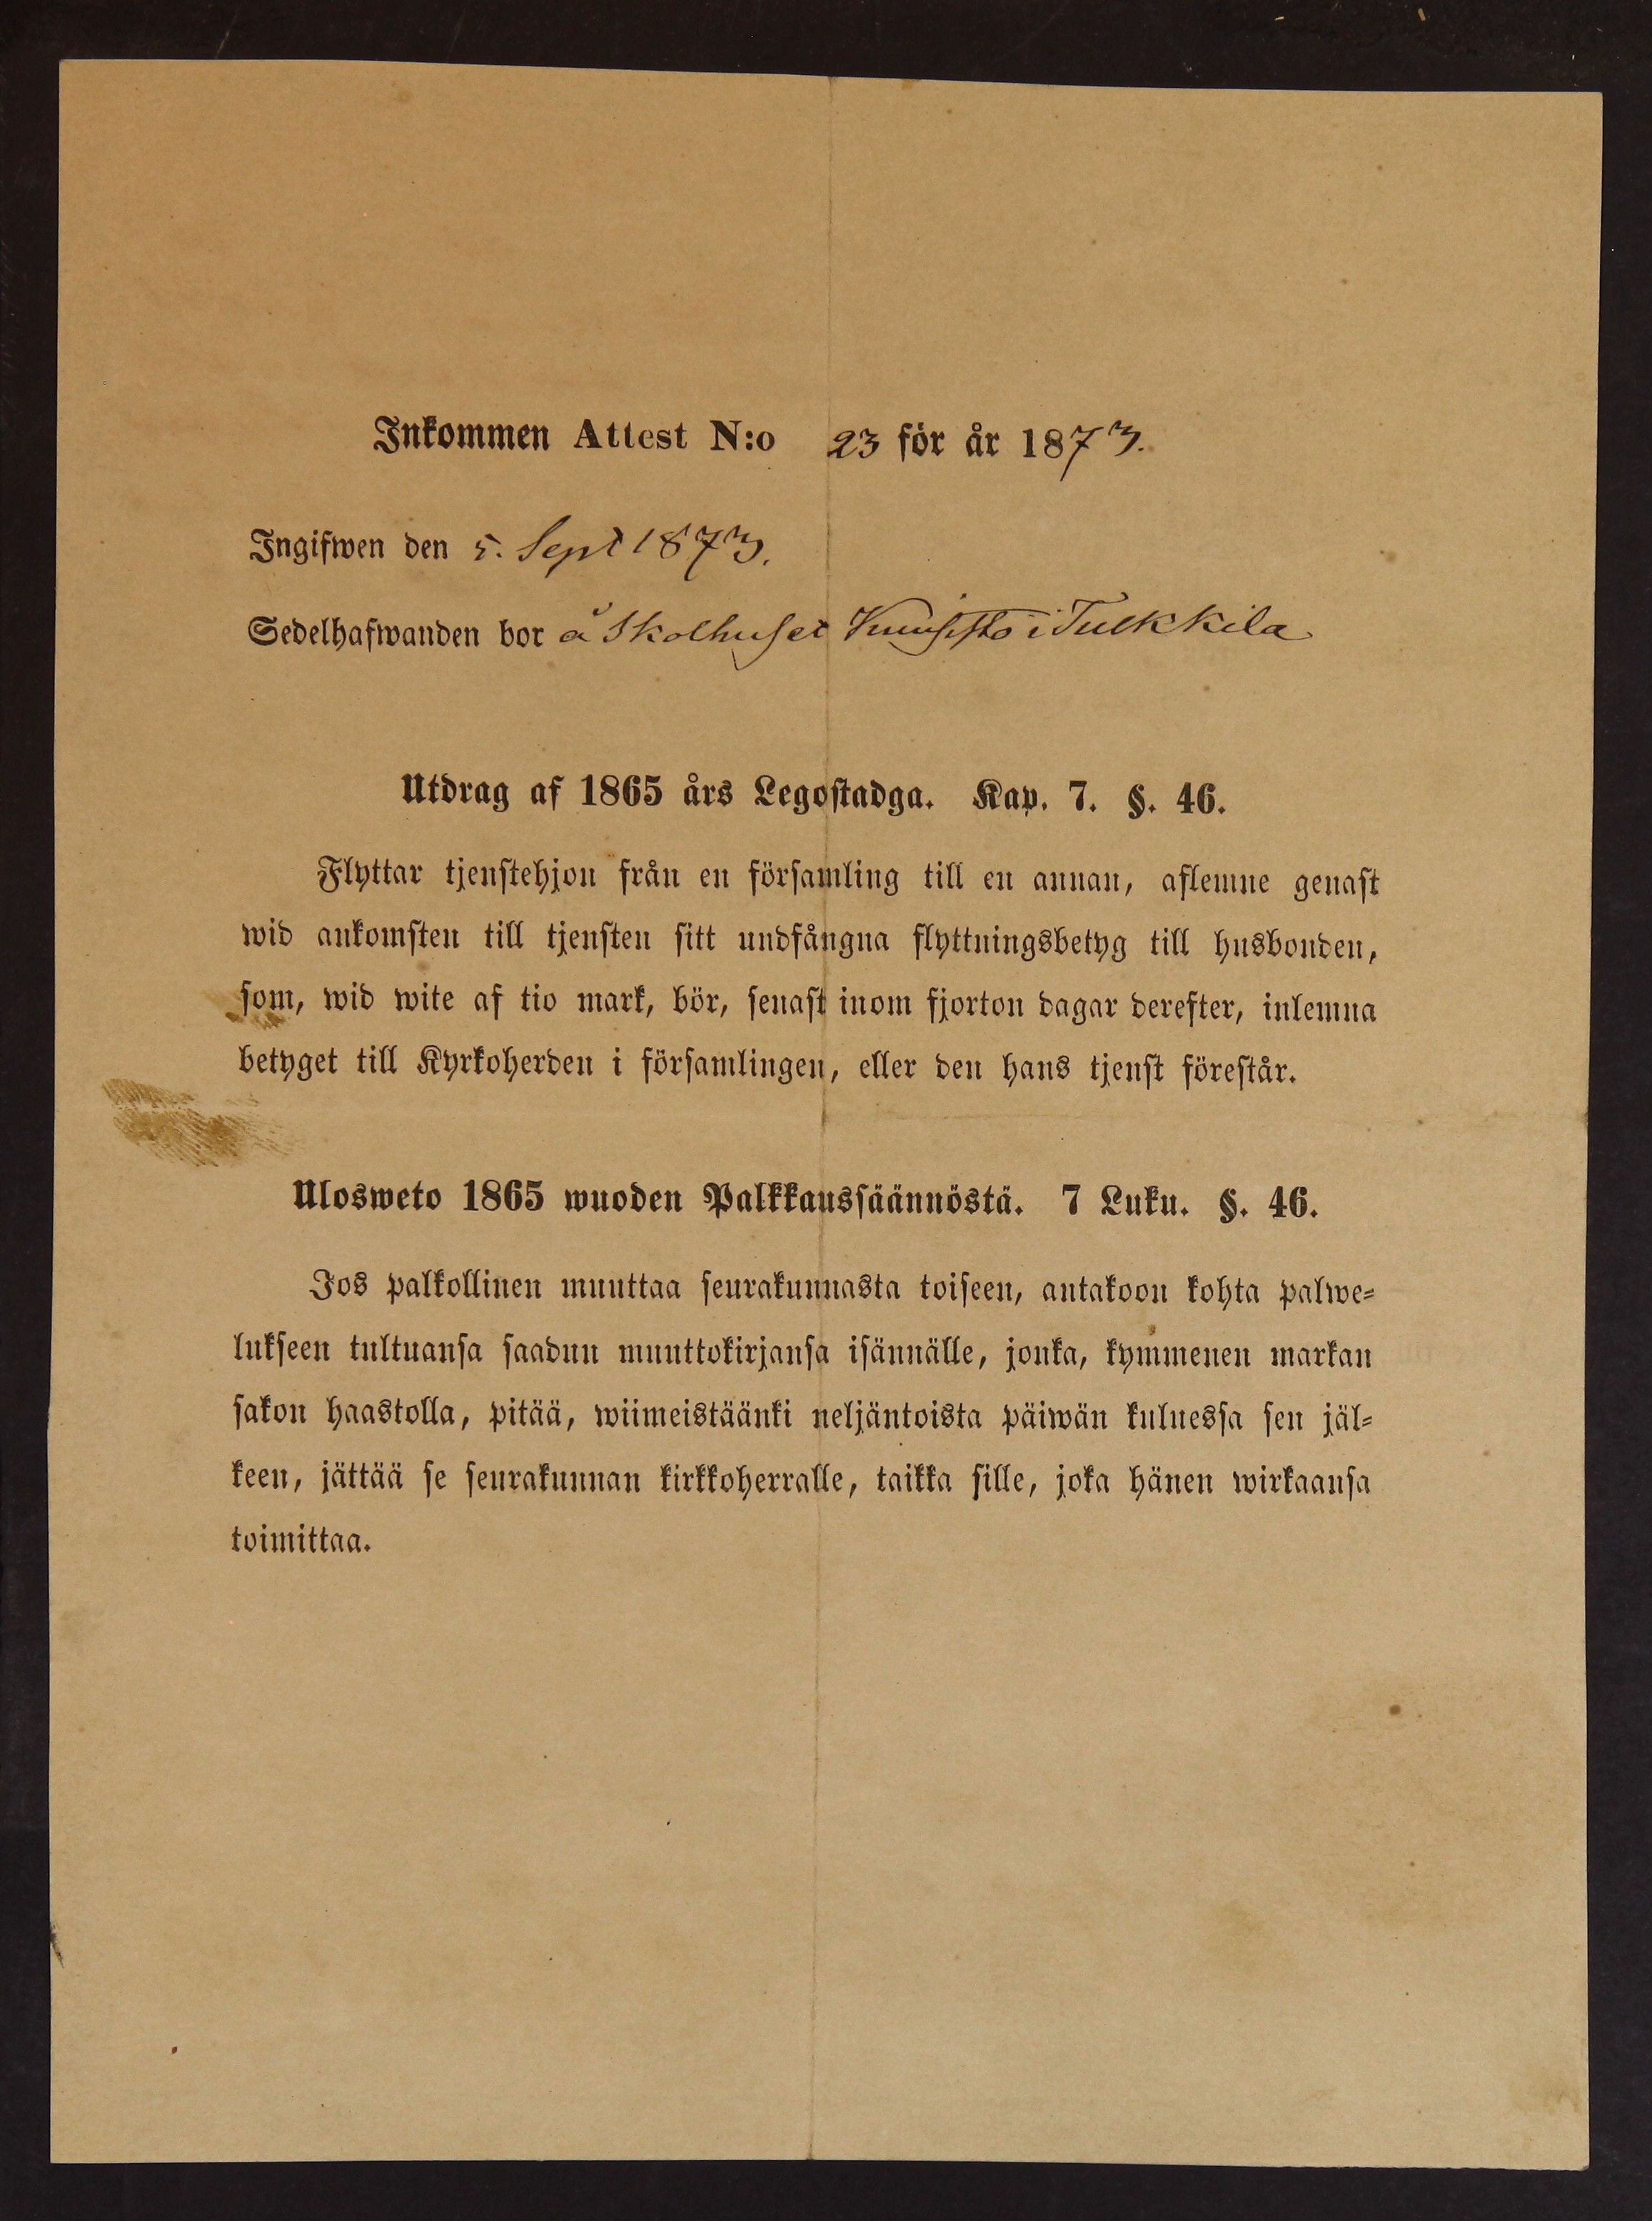 Inkommen Attest N:o 23 för år 1873.
Ingifwen den 5. Sept 1873.
Sedelhafwanden bor å Skolhuset Kuusisto i Tulkkila
Utdrag af 1865 års Legostadga. Kap. 7. §. 46.
Flyttar tjenstehjon från en församling till en annan, aflemne genast
wid ankomsten till tjensten sitt undfångna flyttningsbetyg till husbonden,
som, wid wite af tio mark, bör, senast inom fjorton dagar derefter, inlemna
betyget till Kyrkoherden i församlingen, eller den hans tjenst förestår.
Ulosweto 1865 wuoden Palkkaussäännöstä. 7 Luku. §. 46.
Jos palkollinen muuttaa seurakunnasta toiseen, antakoon kohta palwe-
lukseen tultuansa saadun muuttokirjansa isännälle, jonka, kymmenen markan
sakon haastolla, pitää, wiimeistäänki neljäntoista päiwän kuluessa sen jäl-
keen, jättää se seurakunnan kirkkoherralle, taikka sille, joka hänen wirkaansa
toimittaa.